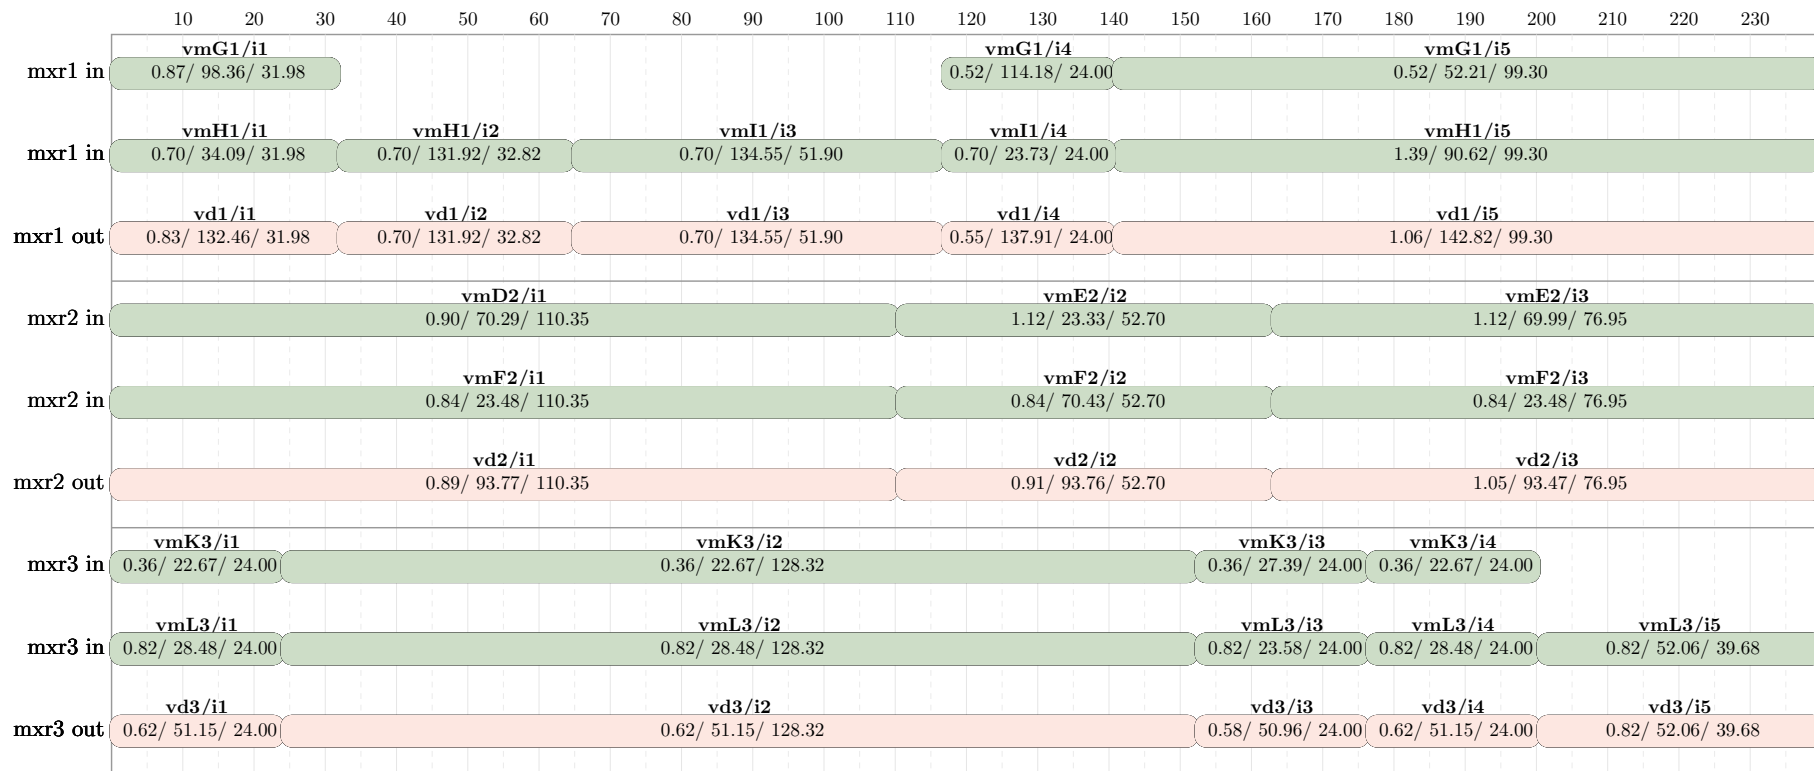 10 20 30 40 50 60 70 80 90 100 110 120 130 140 150 160 170 180 190 200 210 220 230
vmG1/i1 vmG1/i4 vmG1/i5
mxr1 in 0.87/ 98.36/ 31.98 0.52/ 114.18/ 24.00 0.52/ 52.21/ 99.30
vmH1/i1 vmH1/i2 vmI1/i3 vmI1/i4 vmH1/i5
mxr1 in 0.70/ 34.09/ 31.98 0.70/ 131.92/ 32.82 0.70/ 134.55/ 51.90 0.70/ 23.73/ 24.00 1.39/ 90.62/ 99.30
vd1/i1 vd1/i2 vd1/i3 vd1/i4 vd1/i5
mxr1 out 0.83/ 132.46/ 31.98 0.70/ 131.92/ 32.82 0.70/ 134.55/ 51.90 0.55/ 137.91/ 24.00 1.06/ 142.82/ 99.30
vmD2/i1 vmE2/i2 vmE2/i3
mxr2 in 0.90/ 70.29/ 110.35 1.12/ 23.33/ 52.70 1.12/ 69.99/ 76.95
vmF2/i1 vmF2/i2 vmF2/i3
mxr2 in 0.84/ 23.48/ 110.35 0.84/ 70.43/ 52.70 0.84/ 23.48/ 76.95
vd2/i1 vd2/i2 vd2/i3
mxr2 out 0.89/ 93.77/ 110.35 0.91/ 93.76/ 52.70 1.05/ 93.47/ 76.95
vmK3/i1 vmK3/i2 vmK3/i3 vmK3/i4
mxr3 in 0.36/ 22.67/ 24.00 0.36/ 22.67/ 128.32 0.36/ 27.39/ 24.00 0.36/ 22.67/ 24.00
vmL3/i1 vmL3/i2 vmL3/i3 vmL3/i4 vmL3/i5
mxr3 in 0.82/ 28.48/ 24.00 0.82/ 28.48/ 128.32 0.82/ 23.58/ 24.00 0.82/ 28.48/ 24.00 0.82/ 52.06/ 39.68
vd3/i1 vd3/i2 vd3/i3 vd3/i4 vd3/i5
mxr3 out 0.62/ 51.15/ 24.00 0.62/ 51.15/ 128.32 0.58/ 50.96/ 24.00 0.62/ 51.15/ 24.00 0.82/ 52.06/ 39.68